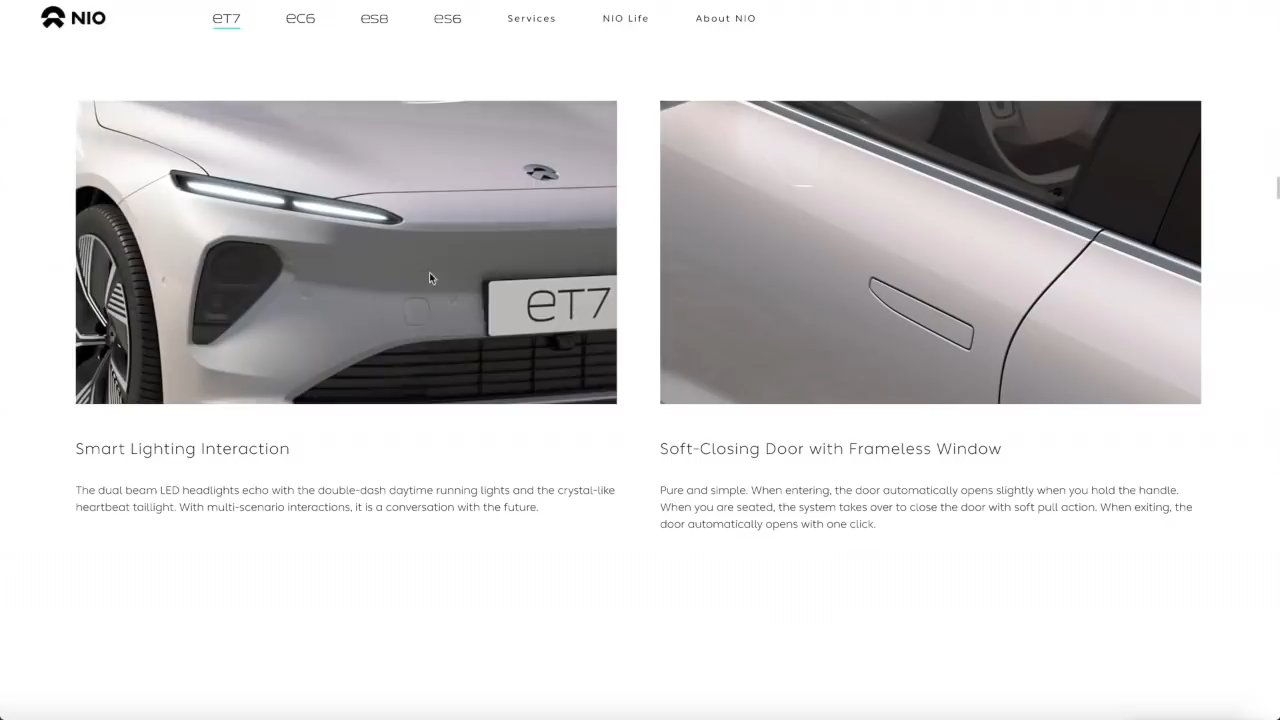 NIO
ET7
EC6
ES8
ES6
Services
NIO Life
About NIO
ET7
Smart Lighting Interaction
The dual beam LED headlights echo with the double-dash daytime running lights and the crystal-like
heartbeat taillight. With multi-scenario interactions, it is a conversation with the future.
Soft-Closing Door with Frameless Window
Pure and simple. When entering, the door automatically opens slightly when you hold the handle.
When you are seated, the system takes over to close the door with soft pull action. When exiting, the
door automatically opens with one click.